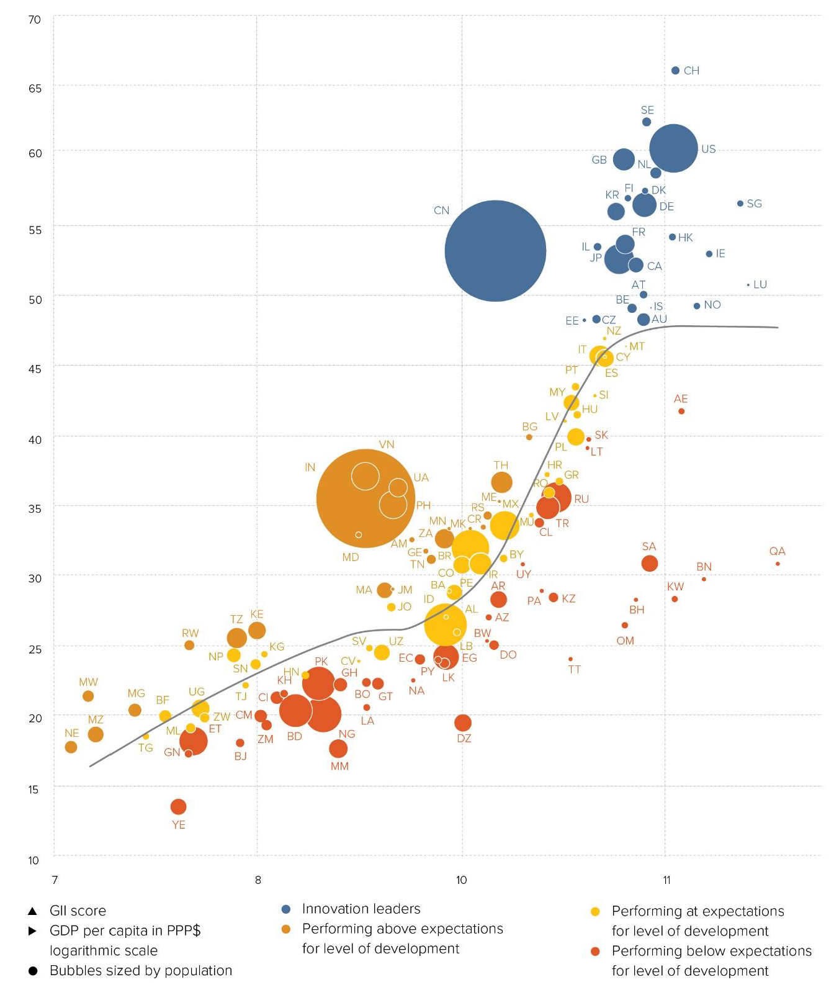 70
CH
65
SE
60
US
GB
NL
FI
DK
KR
SG
DE
CN
55
FR
HK
IL
IE
JP
CA
AT
LU
50
BE
IS
NO
EE
CZ
AU
NZ
IT
MT
CY
45
PT
ES
MY
SI
AE
HU
LV
BG
SK
40
PL
LT
VN
IN
TH
HR
UA
GR
RO
ME
RU
PH
MX
35
RS
MN
MK
CR
MU
TR
ZA
CL
AM
SA
GE
QA
MD
BR
BY
TN
BN
CO
IR
UY
30
MA
JM
BA
PE
AR
KW
ID
PA
KZ
JO
AL
BH
TZ
KE
AZ
RW
BW
OM
25
NP
KG
SV
UZ
LB
DO
SN
CV
EC
EG
PK
PY
TT
HN
GH
LK
MW
KH
NA
MG
BF
UG
TJ
CI
BO
GT
20
MZ
ZW
CM
LA
NE
ML
ET
TG
ZM
BD
NG
DZ
GN
BJ
MM
15
YE
10
7
8
10
11
GII score
GDP per capita in PPP$
logarithmic scale
Bubbles sized by population
Innovation leaders
Performing above expectations
for level of development
Performing at expectations
for level of development
Performing below expectations
for level of development